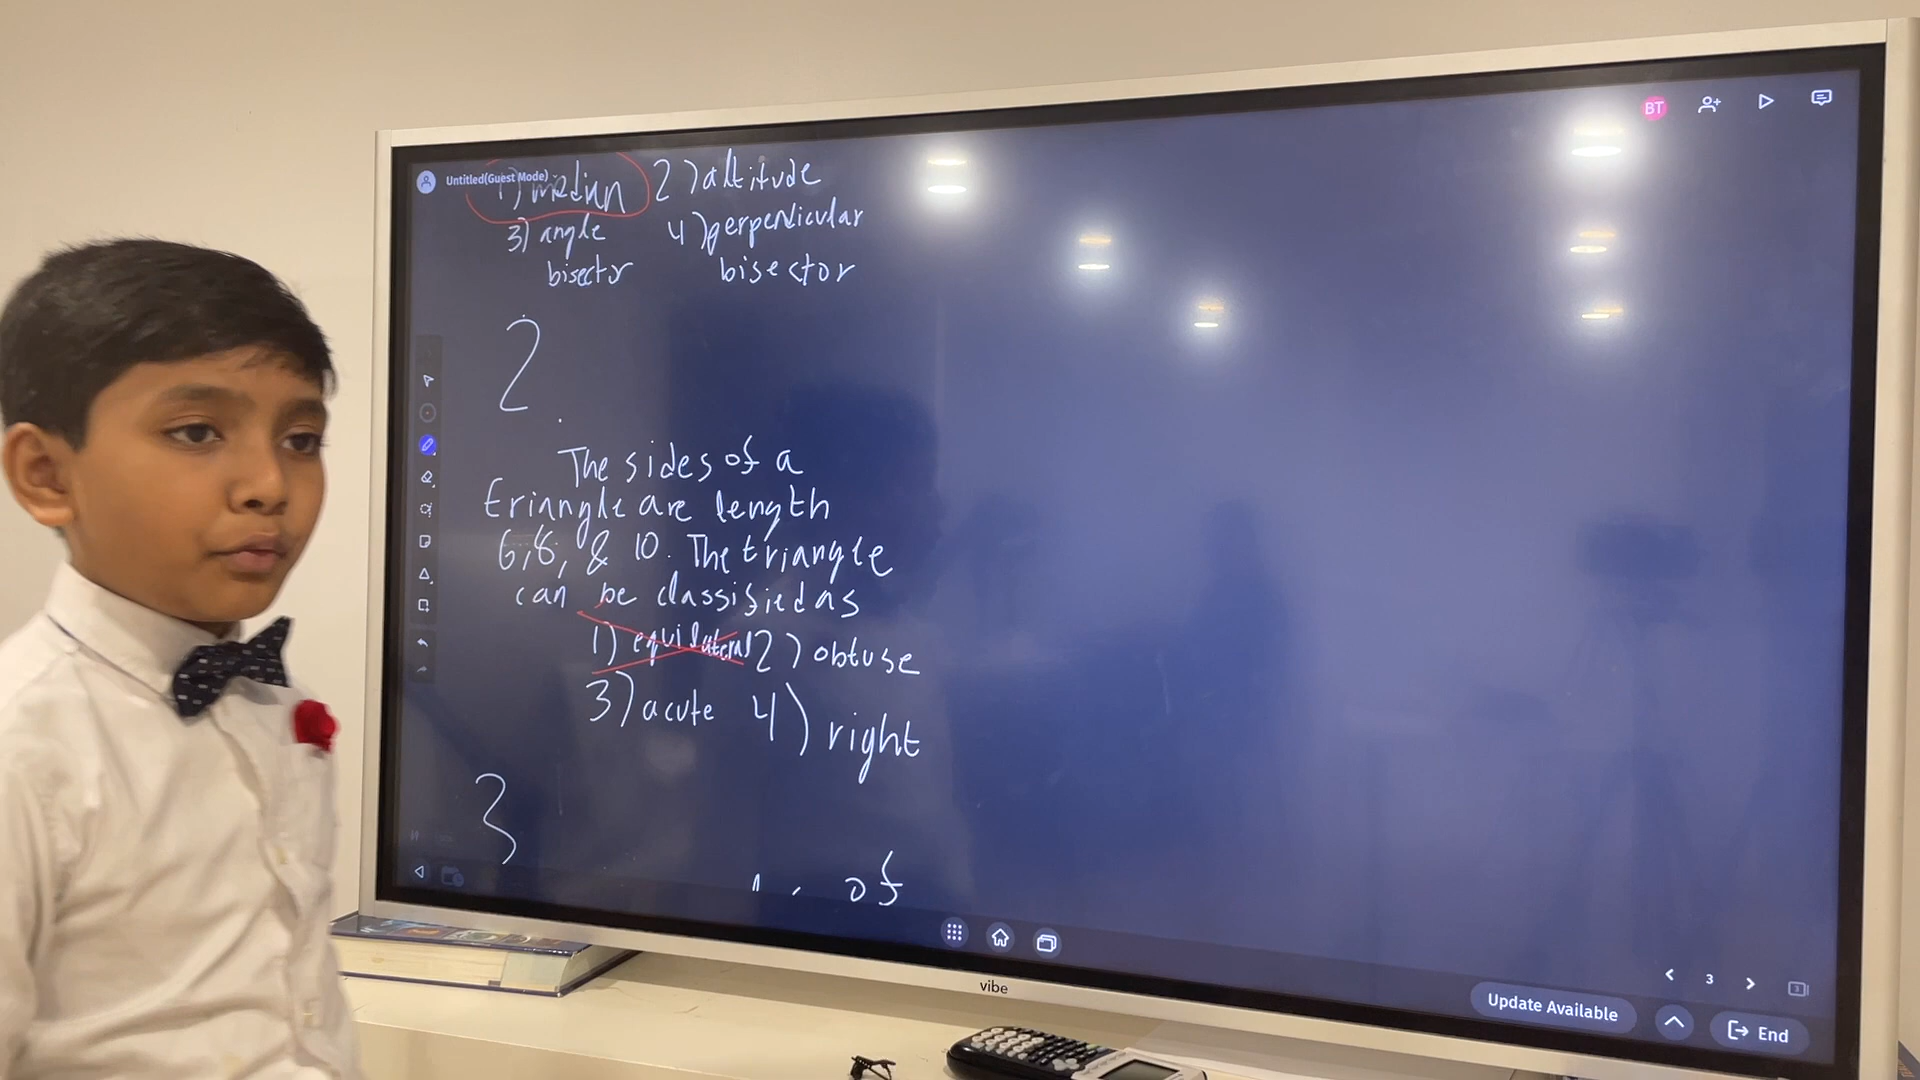 BT
Untitled(Guest Mode)
1) median 2) altitude
3) angle 4) perpendicular
bisector bisector
2.
The sides of a
triangle are length
6, 8, & 10. The triangle
can be classified as
1) equilateral 2) obtuse
3) acute 4) right
3
of
3
Update Available
End
vibe